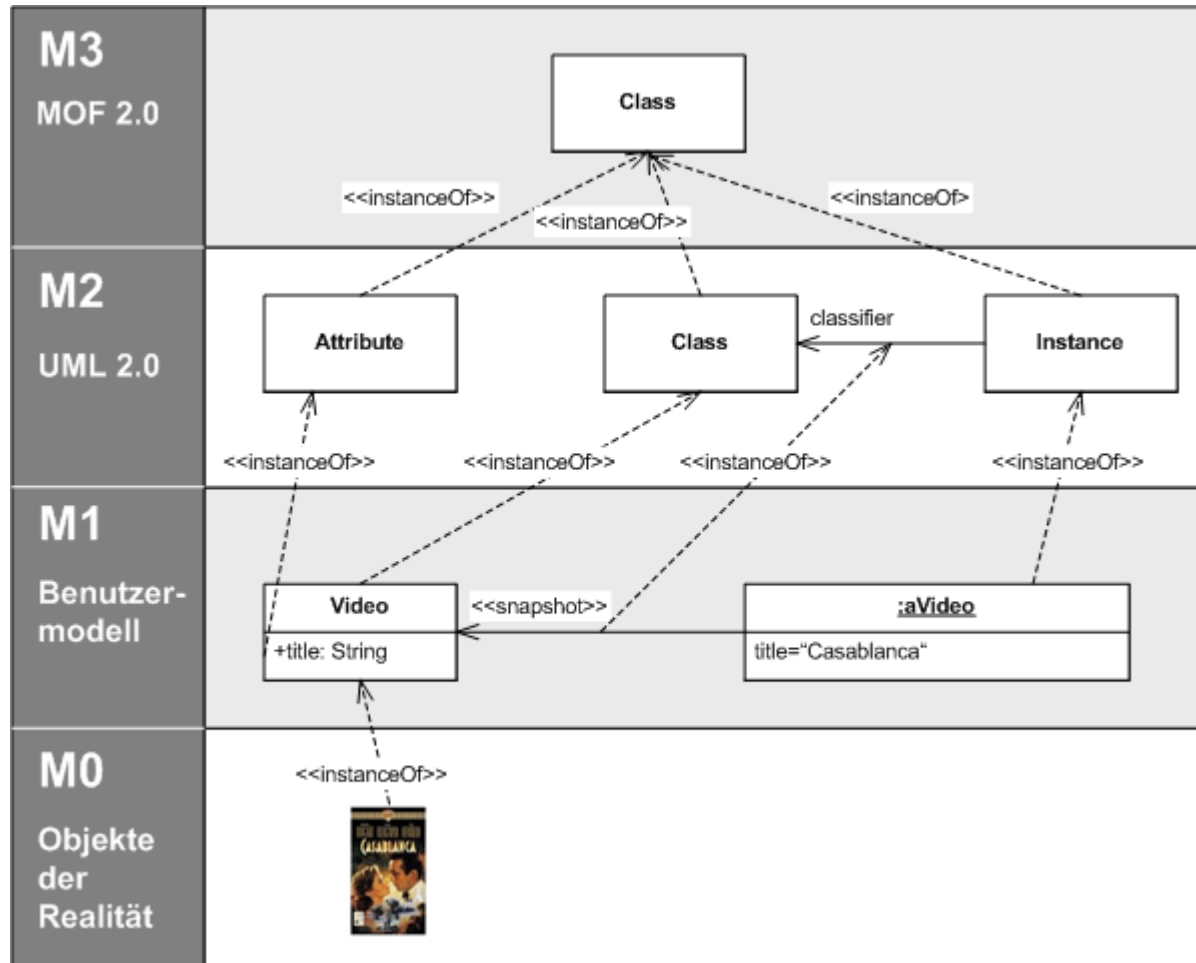 M3
MOF 2.0
Class
<<instanceOf>>
<<instanceOf>>
<<instanceOf>
M2
UML 2.0
Attribute
Class
classifier
Instance
<<instanceOf>>
<<instanceOf>>
<<instanceOf>>
<<instanceOf>>
M1
Benutzer-
modell
Video
+title: String
<<snapshot>>
:aVideo
title="Casablanca“
M0
Objekte
der
Realität
<<instanceOf>>
CASABLANCA